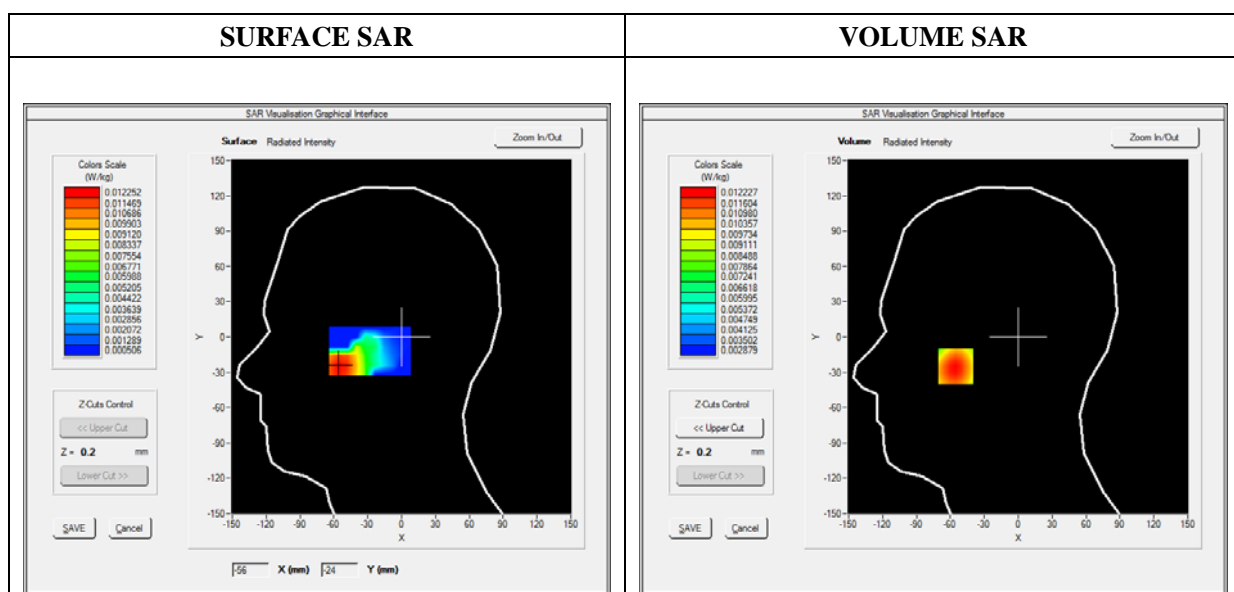 SURFACE SAR
VOLUME SAR
SAR Visualisation Graphical Interface
Surface Radiated Intensity
Zoom In/Out
Colors Scale
(W/kg)
0.012252
0.011469
0.010686
0.009903
0.009120
0.008337
0.007554
0.006771
0.005988
0.005205
0.004422
0.003639
0.002856
0.002072
0.001289
0.000506
Z-Cuts Control
<< Upper Cut
Z = 0.2 mm
Lower Cut >>
SAVE Cancel
150
120
90
60
30
0
-30
-60
-90
-120
-150
Y
-150 -120 -90 -60 -30 0 30 60 90 120 150
X
-56 X (mm) -24 Y (mm)
SAR Visualisation Graphical Interface
Volume Radiated Intensity
Zoom In/Out
Colors Scale
(W/kg)
0.012227
0.011604
0.010980
0.010357
0.009734
0.009111
0.008488
0.007864
0.007241
0.006618
0.005995
0.005372
0.004749
0.004125
0.003502
0.002879
Z-Cuts Control
<< Upper Cut
Z = 0.2 mm
Lower Cut >>
SAVE Cancel
150
120
90
60
30
0
-30
-60
-90
-120
-150
Y
-150 -120 -90 -60 -30 0 30 60 90 120 150
X